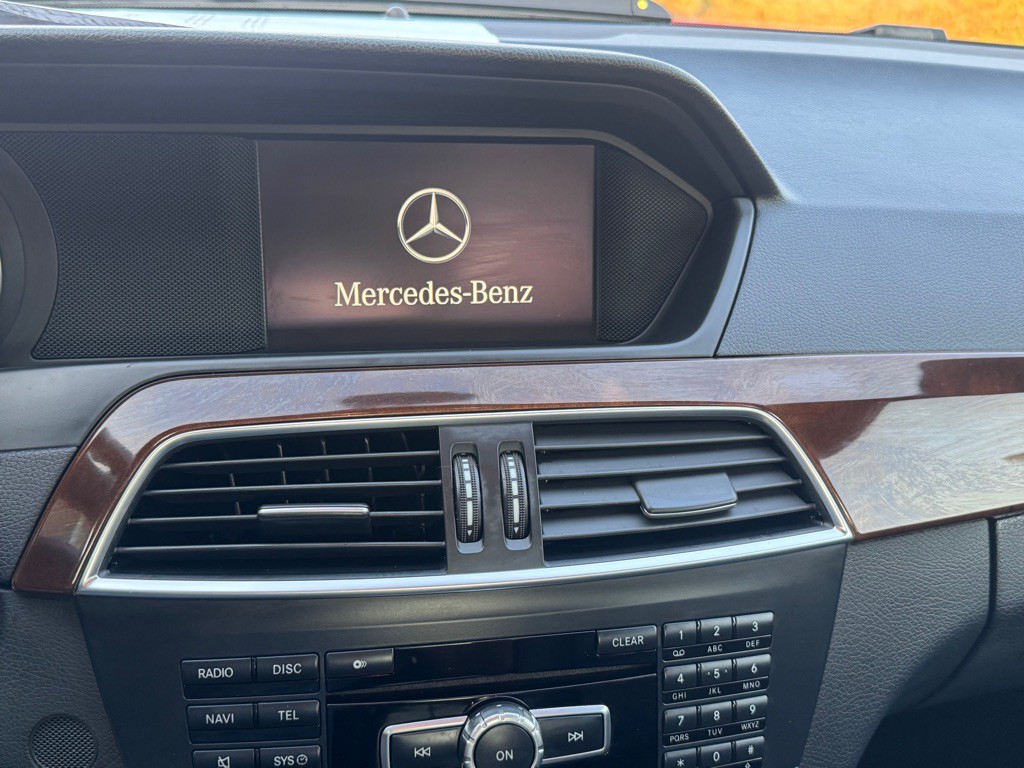 Mercedes-Benz
RADIO DISC
CLEAR
1 2 3
ABC DEF
4 5 6
GHI JKL MNO
NAVI TEL
7 8 9
PQRS TUV WXYZ
SYS
ON
* 0 #